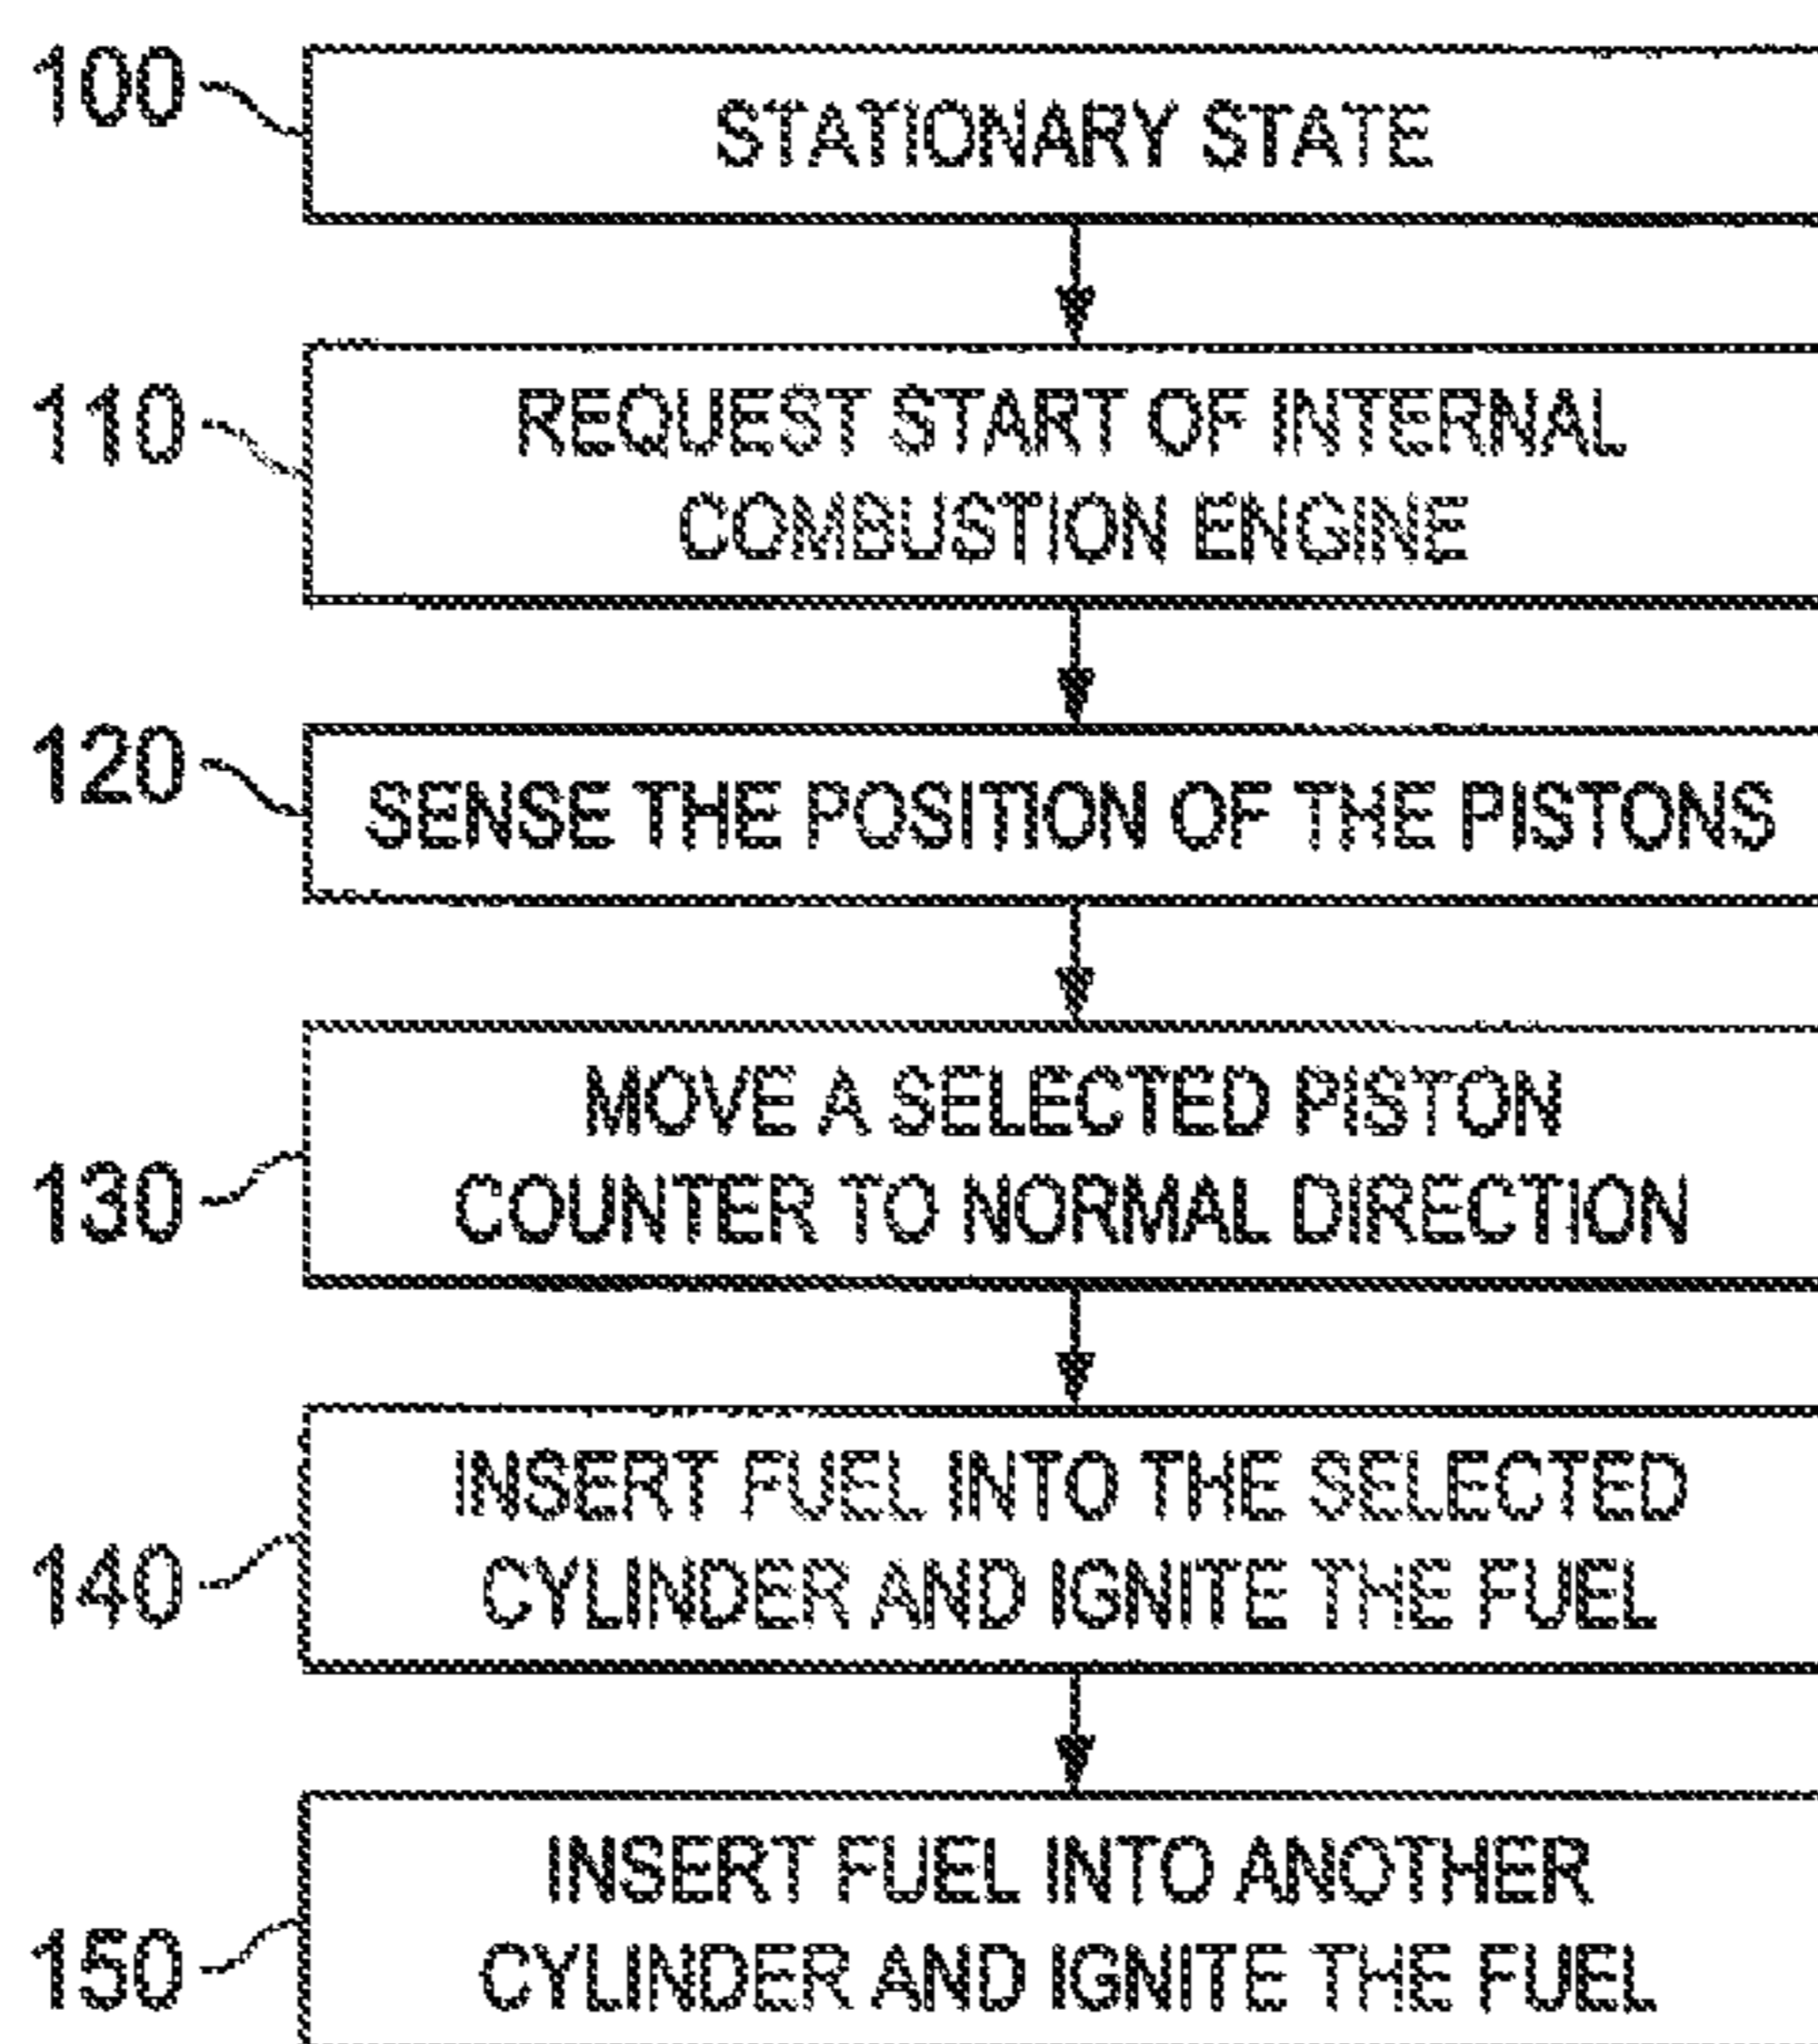 100
STATIONARY STATE
110
REQUEST START OF INTERNAL
COMBUSTION ENGINE
120
SENSE THE POSITION OF THE PISTONS
130
MOVE A SELECTED PISTON
COUNTER TO NORMAL DIRECTION
140
INSERT FUEL INTO THE SELECTED
CYLINDER AND IGNITE THE FUEL
150
INSERT FUEL INTO ANOTHER
CYLINDER AND IGNITE THE FUEL